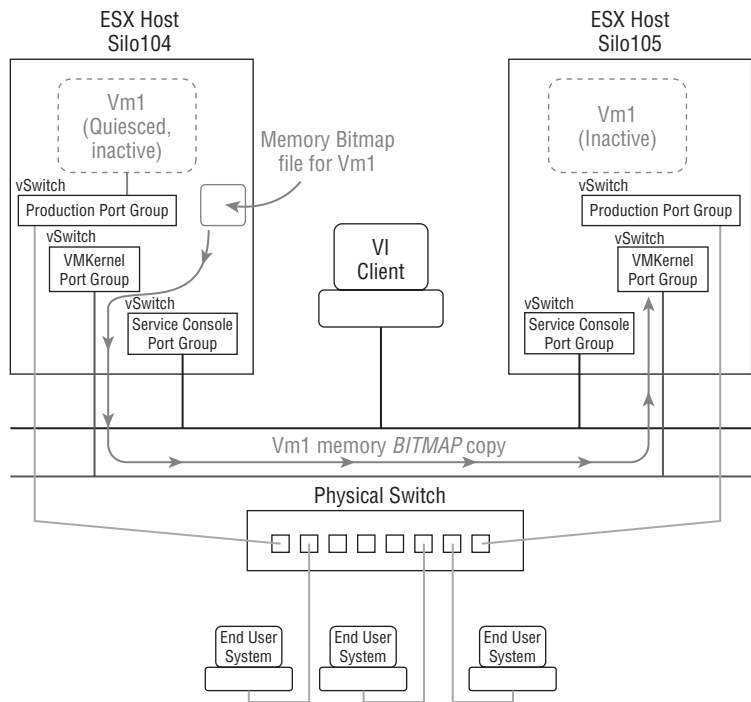 ESX Host
Silo104
ESX Host
Silo105
Vm1
(Quiesced,
inactive)
Memory Bitmap
file for Vm1
Vm1
(Inactive)
vSwitch
Production Port Group
vSwitch
VMKernel
Port Group
vSwitch
Service Console
Port Group
VI
Client
vSwitch
Production Port Group
vSwitch
VMKernel
Port Group
vSwitch
Service Console
Port Group
Vm1 memory BITMAP copy
Physical Switch
End User
System
End User
System
End User
System